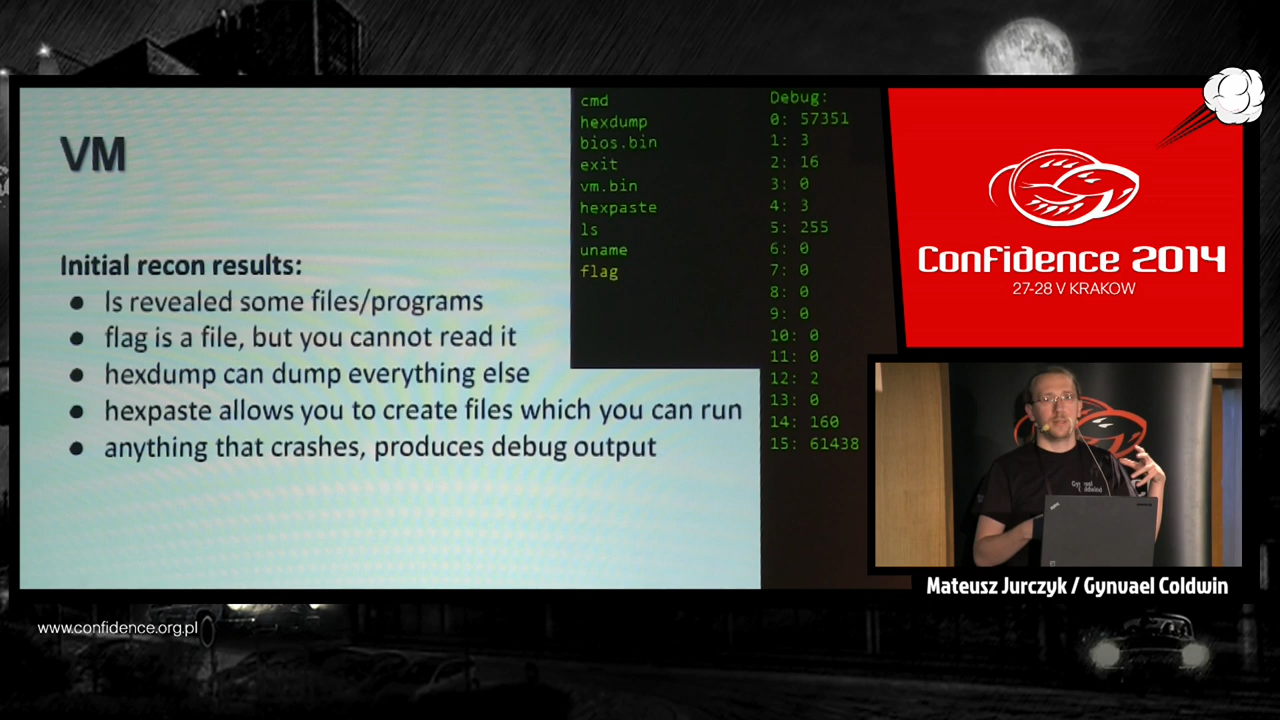 VM
Initial recon results:
● ls revealed some files/programs
● flag is a file, but you cannot read it
● hexdump can dump everything else
● hexpaste allows you to create files which you can run
● anything that crashes, produces debug output
cmd
hexdump
bios.bin
exit
vm.bin
hexpaste
ls
uname
flag
Debug:
0: 57351
1: 3
2: 16
3: 0
4: 3
5: 255
6: 0
7: 0
8: 0
9: 0
10: 0
11: 0
12: 2
13: 0
14: 160
15: 61438
Confidence 2014
27-28 V KRAKOW
Gynvael
Coldwind
Mateusz Jurczyk / Gynvael Coldwin
www.confidence.org.pl